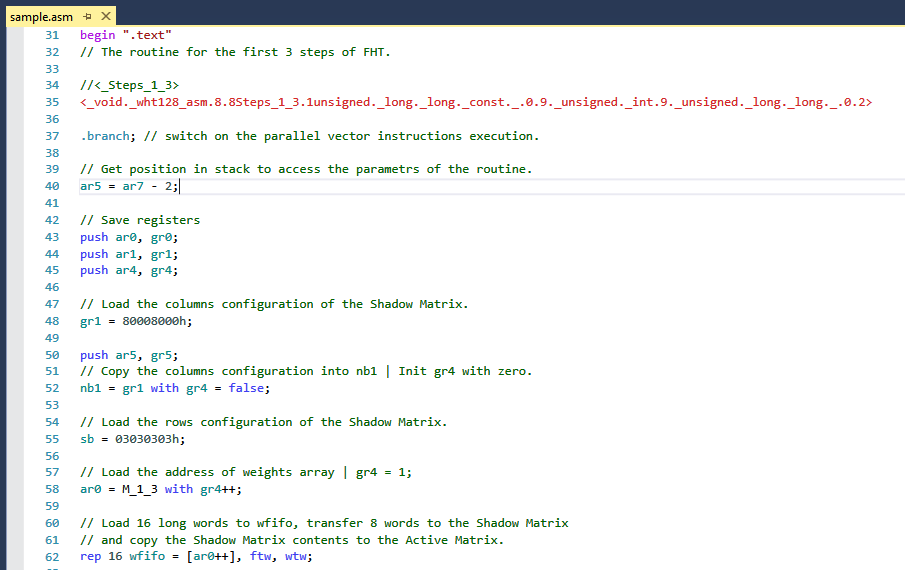 sample.asm
31 begin ".text"
32 // The routine for the first 3 steps of FHT.
33
34 //<_Steps_1_3>
35 <_void._wht128_asm.8.8Steps_1_3.1unsigned._long._long._const._.0.9._unsigned._int.9._unsigned._long._long._.0.2>
36
37 .branch; // switch on the parallel vector instructions execution.
38
39 // Get position in stack to access the parametrs of the routine.
40 ar5 = ar7 - 2;
41
42 // Save registers
43 push ar0, gr0;
44 push ar1, gr1;
45 push ar4, gr4;
46
47 // Load the columns configuration of the Shadow Matrix.
48 gr1 = 80008000h;
49
50 push ar5, gr5;
51 // Copy the columns configuration into nb1 | Init gr4 with zero.
52 nb1 = gr1 with gr4 = false;
53
54 // Load the rows configuration of the Shadow Matrix.
55 sb = 03030303h;
56
57 // Load the address of weights array | gr4 = 1;
58 ar0 = M_1_3 with gr4++;
59
60 // Load 16 long words to wfifo, transfer 8 words to the Shadow Matrix
61 // and copy the Shadow Matrix contents to the Active Matrix.
62 rep 16 wfifo = [ar0++], ftw, wtw;